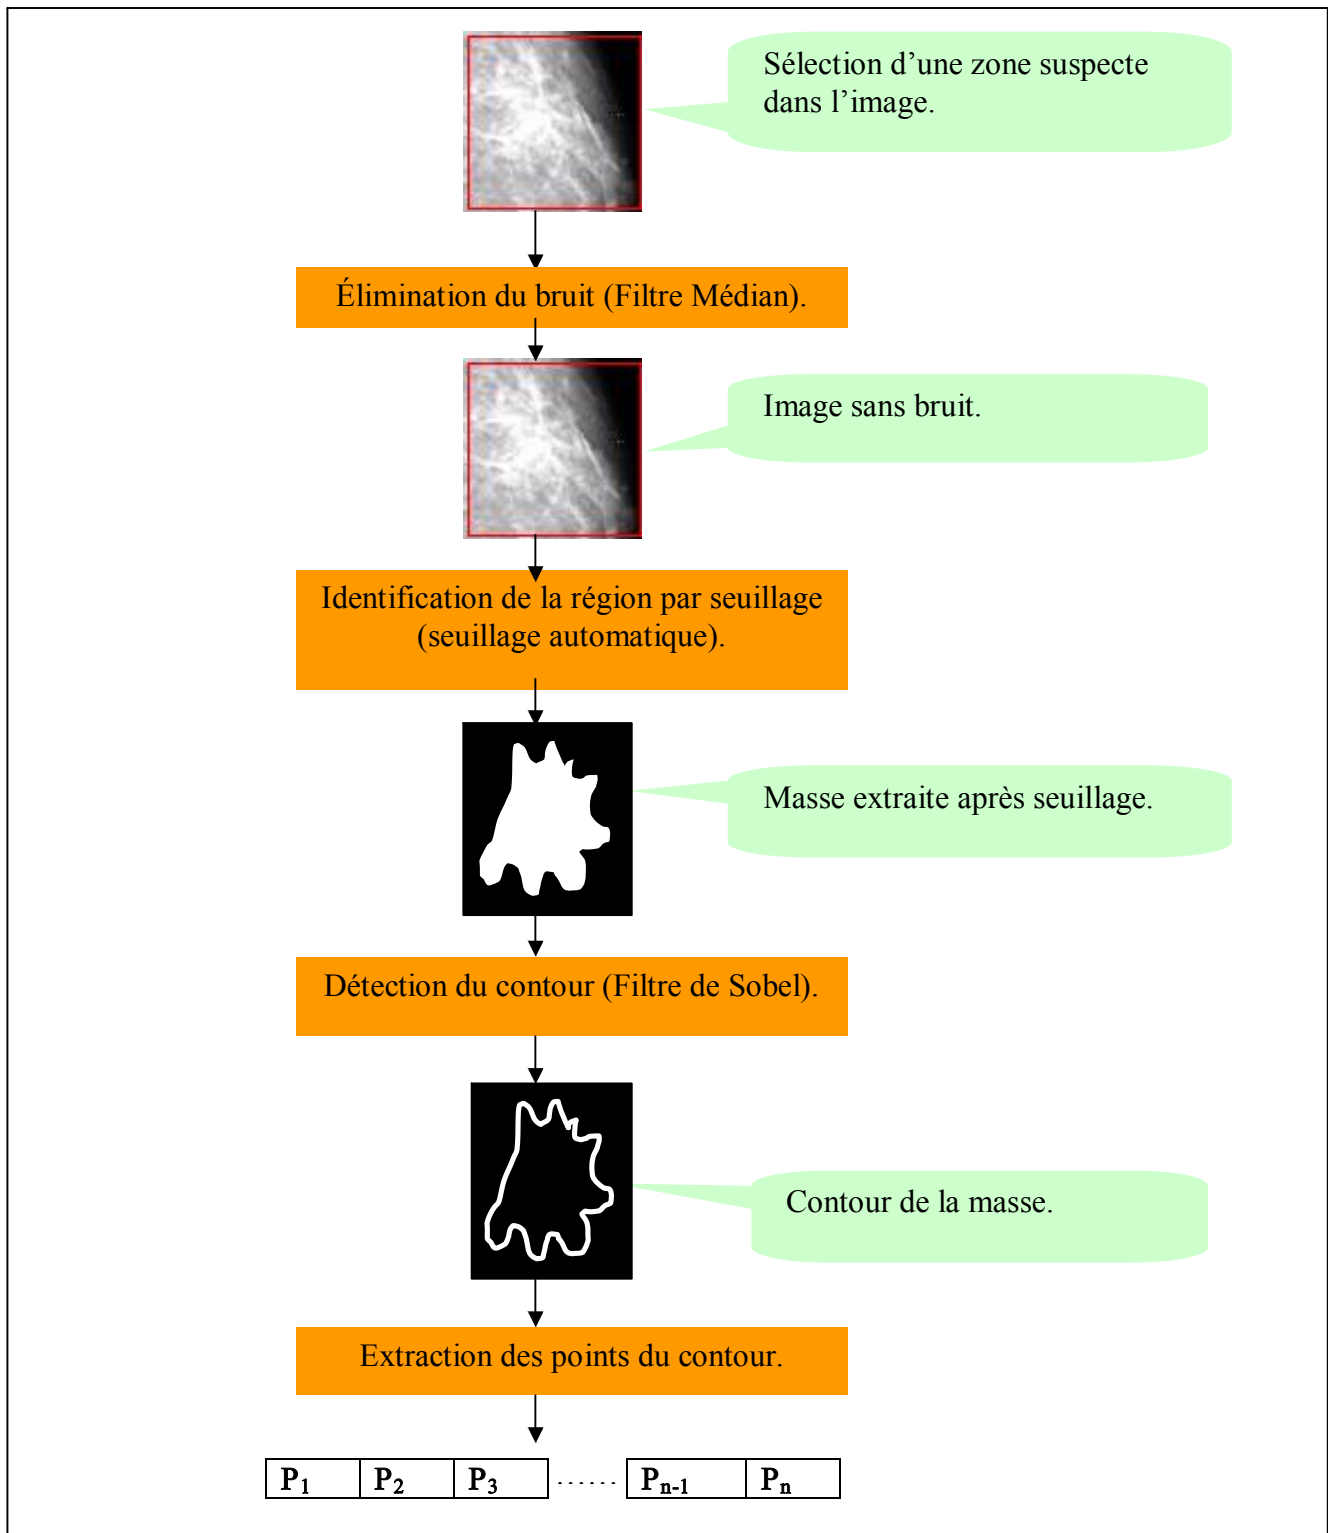 Sélection d’une zone suspecte
dans l’image.
Élimination du bruit (Filtre Médian).
Image sans bruit.
Identification de la région par seuillage
(seuillage automatique).
Masse extraite après seuillage.
Détection du contour (Filtre de Sobel).
Contour de la masse.
Extraction des points du contour.
P1 P2 P3 ...... Pn-1 Pn